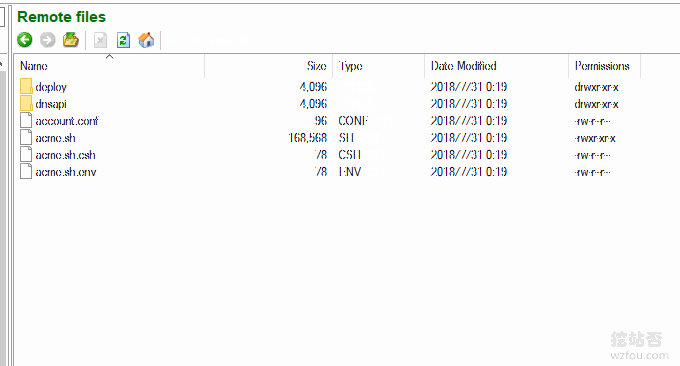 Remote files
Name Size Type Date Modified Permissions
deploy 4,096 2018/7/31 0:19 drwxr-xr-x
dnsapi 4,096 2018/7/31 0:19 drwxr-xr-x
account.conf 96 CONF 2018/7/31 0:19 -rw-r--r--
acme.sh 168,568 SH 2018/7/31 0:19 -rwxr-xr-x
acme.sh.csh 78 CSH 2018/7/31 0:19 -rw-r--r--
acme.sh.env 78 ENV 2018/7/31 0:19 -rw-r--r--
挖站否
wzfou.com